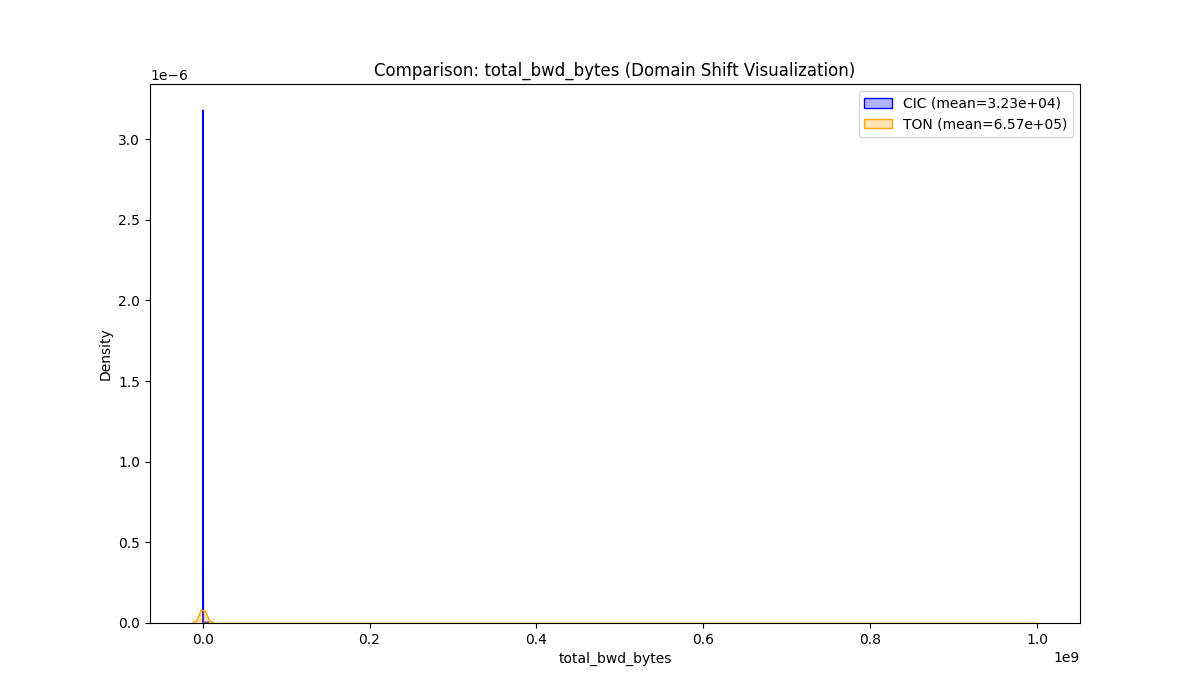 Comparison: total_bwd_bytes (Domain Shift Visualization)
1e−6
CIC (mean=3.23e+04)
TON (mean=6.57e+05)
3.0
2.5
2.0
1.5
1.0
0.5
0.0
Density
0.0 0.2 0.4 0.6 0.8 1.0
1e9
total_bwd_bytes